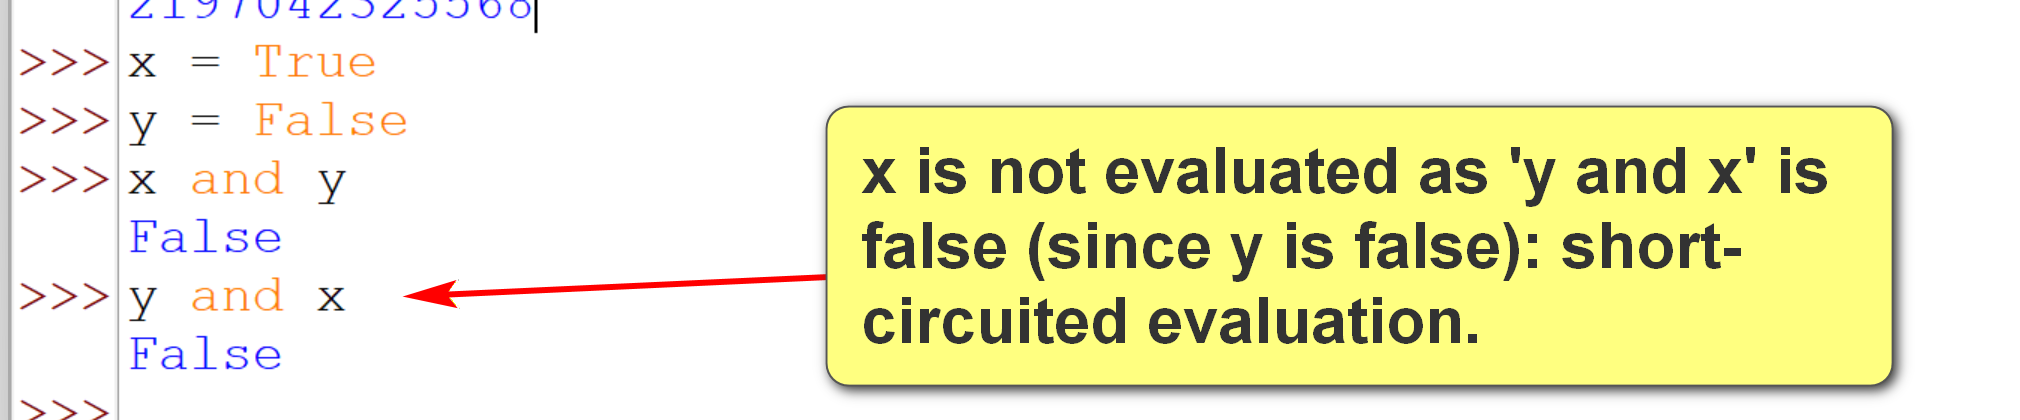 2197042325568
>>> x = True
>>> y = False
>>> x and y
False
>>> y and x
False
>>>
x is not evaluated as 'y and x' is
false (since y is false): short-
circuited evaluation.